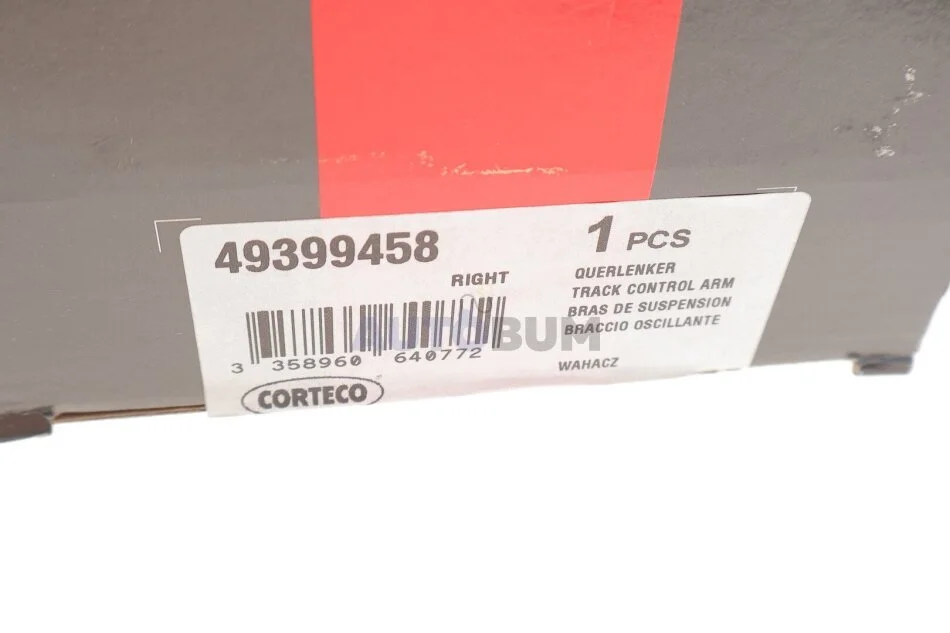 49399458
RIGHT
3 358960 640772
CORTECO
1 PCS
QUERLENKER
TRACK CONTROL ARM
BRAS DE SUSPENSION
BRACCIO OSCILLANTE
WAHACZ
AUTOBUM